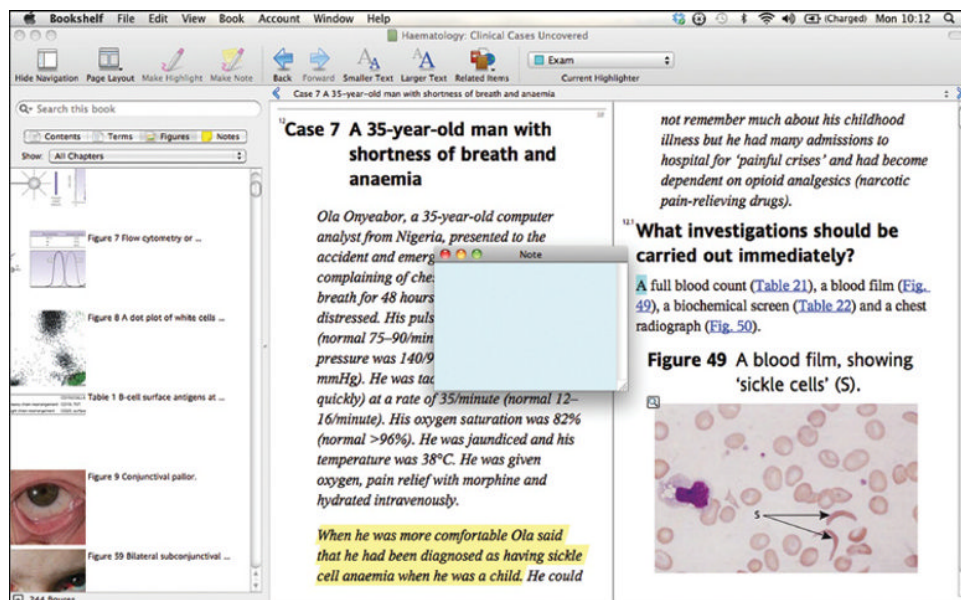 Bookshelf File Edit View Book Account Window Help
(Charged) Mon 10:12
Haematology: Clinical Cases Uncovered
Exam
Hide Navigation Page Layout Make Highlight Make Note Back Forward Smaller Text Larger Text Related Items Current Highlighter
Case 7 A 35-year-old man with shortness of breath and anaemia
Search this book
Contents Terms Figures Notes
Show: All Chapters
Figure 7 Flow cytometry or ...
Figure 8 A dot plot of white cells ...
Table 1 B-cell surface antigens at ...
Figure 9 Conjunctival pallor.
Figure 59 Bilateral subconjunctival ...
244 figures
12
Case 7 A 35-year-old man with
shortness of breath and
anaemia
Ola Onyeabor, a 35-year-old computer
analyst from Nigeria, presented to the
accident and emerg
complaining of che
breath for 48 hours
distressed. His puls
(normal 75–90/min
pressure was 140/9
mmHg). He was tac
quickly) at a rate of 35/minute (normal 12–
16/minute). His oxygen saturation was 82%
(normal >96%). He was jaundiced and his
temperature was 38°C. He was given
oxygen, pain relief with morphine and
hydrated intravenously.
When he was more comfortable Ola said
that he had been diagnosed as having sickle
cell anaemia when he was a child. He could
Note
not remember much about his childhood
illness but he had many admissions to
hospital for ‘painful crises’ and had become
dependent on opioid analgesics (narcotic
pain-relieving drugs).
12.1
What investigations should be
carried out immediately?
A full blood count (Table 21), a blood film (Fig.
49), a biochemical screen (Table 22) and a chest
radiograph (Fig. 50).
Figure 49 A blood film, showing
‘sickle cells’ (S).
S